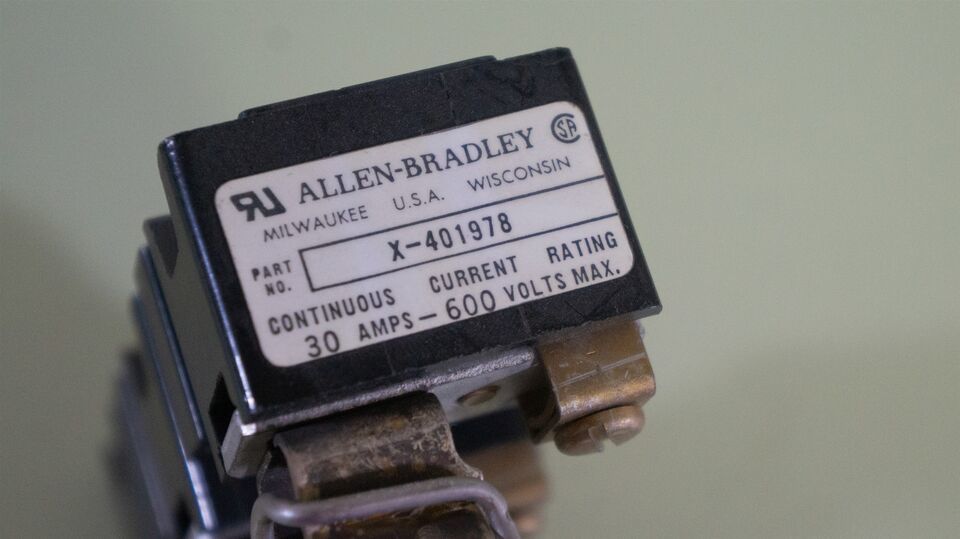 ALLEN-BRADLEY
MILWAUKEE U.S.A. WISCONSIN
PART NO. X-401978
CONTINUOUS CURRENT RATING
30 AMPS-600 VOLTS MAX.